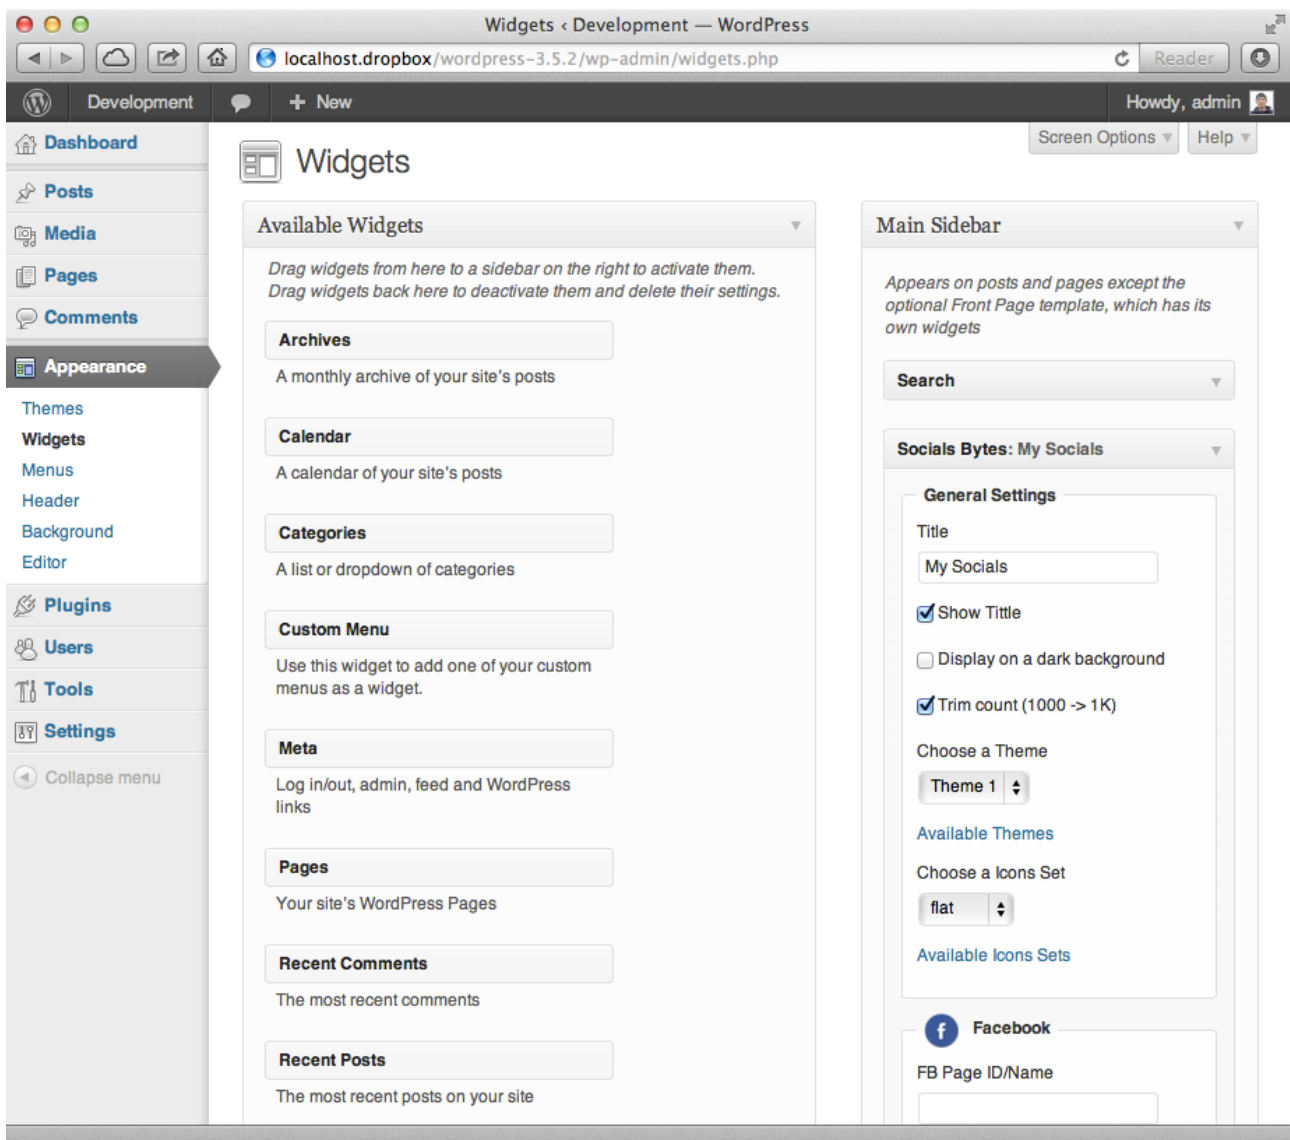 Widgets ‹ Development — WordPress
localhost.dropbox/wordpress-3.5.2/wp-admin/widgets.php
Reader
Development
+ New
Howdy, admin
Dashboard
Posts
Media
Pages
Comments
Appearance
Themes
Widgets
Menus
Header
Background
Editor
Plugins
Users
Tools
Settings
Collapse menu
Screen Options
Help
Widgets
Available Widgets
Drag widgets from here to a sidebar on the right to activate them.
Drag widgets back here to deactivate them and delete their settings.
Archives
A monthly archive of your site's posts
Calendar
A calendar of your site's posts
Categories
A list or dropdown of categories
Custom Menu
Use this widget to add one of your custom
menus as a widget.
Meta
Log in/out, admin, feed and WordPress
links
Pages
Your site's WordPress Pages
Recent Comments
The most recent comments
Recent Posts
The most recent posts on your site
Main Sidebar
Appears on posts and pages except the
optional Front Page template, which has its
own widgets
Search
Socials Bytes: My Socials
General Settings
Title
My Socials
Show Tittle
Display on a dark background
Trim count (1000 -> 1K)
Choose a Theme
Theme 1
Available Themes
Choose a Icons Set
flat
Available Icons Sets
f Facebook
FB Page ID/Name